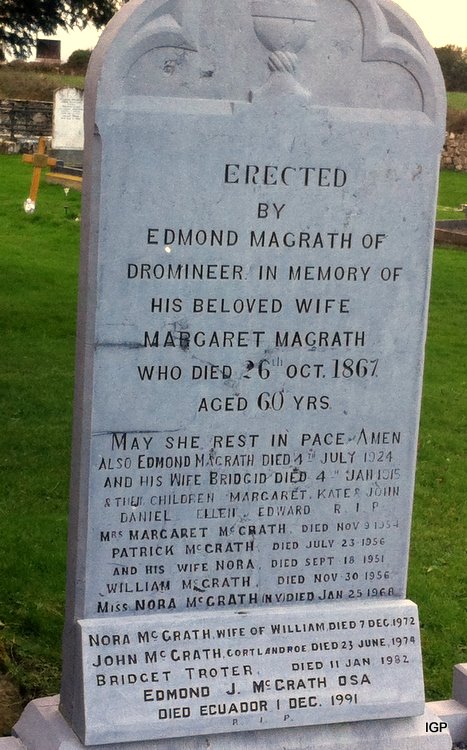 ERECTED
BY
EDMOND MAGRATH OF
DROMINEER. IN MEMORY OF
HIS BELOVED WIFE
MARGARET MAGRATH
WHO DIED 26th OCT. 1867
AGED 60 YRS.
MAY SHE REST IN PEACE AMEN
ALSO EDMOND MAGRATH DIED 4TH JULY 1924
AND HIS WIFE BRIDGID DIED 4TH JAN 1915
& THEIR CHILDREN MARGARET, KATE & JOHN
DANIEL ELLEN EDWARD R.I.P
MRS MARGARET MCGRATH, DIED NOV 9 1954
PATRICK MCGRATH, DIED JULY 23 1956
AND HIS WIFE NORA, DIED SEPT 18 1951
WILLIAM MCGRATH, DIED NOV 30 1956
MISS NORA MCGRATH (NY) DIED JAN 25 1968
NORA MCGRATH, WIFE OF WILLIAM, DIED 7 DEC. 1972
JOHN MCGRATH, CORTLANDROE DIED 23 JUNE, 1974
BRIDGET TROTER, DIED 11 JAN 1982
EDMOND J. MCGRATH OSA
DIED ECUADOR 1 DEC. 1991
R. I. P.
IGP